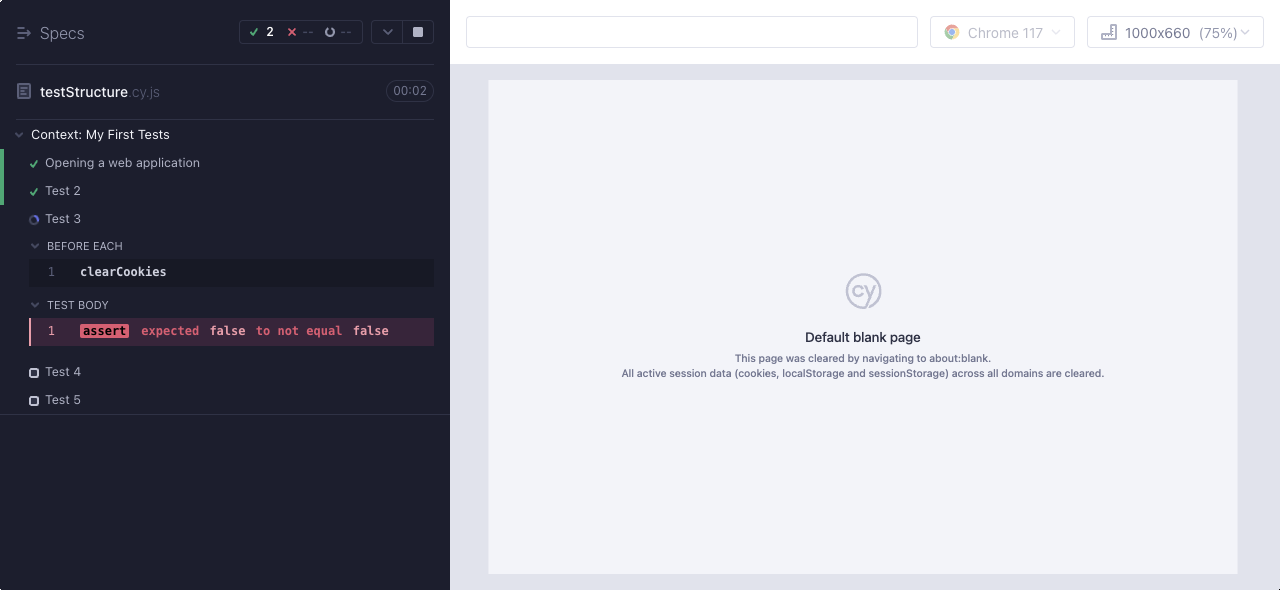 Specs
2 -- --
testStructure.cy.js 00:02
Context: My First Tests
Opening a web application
Test 2
Test 3
BEFORE EACH
1 clearCookies
TEST BODY
1 assert expected false to not equal false
Test 4
Test 5
Chrome 117
1000x660 (75%)
cy
Default blank page
This page was cleared by navigating to about:blank.
All active session data (cookies, localStorage and sessionStorage) across all domains are cleared.